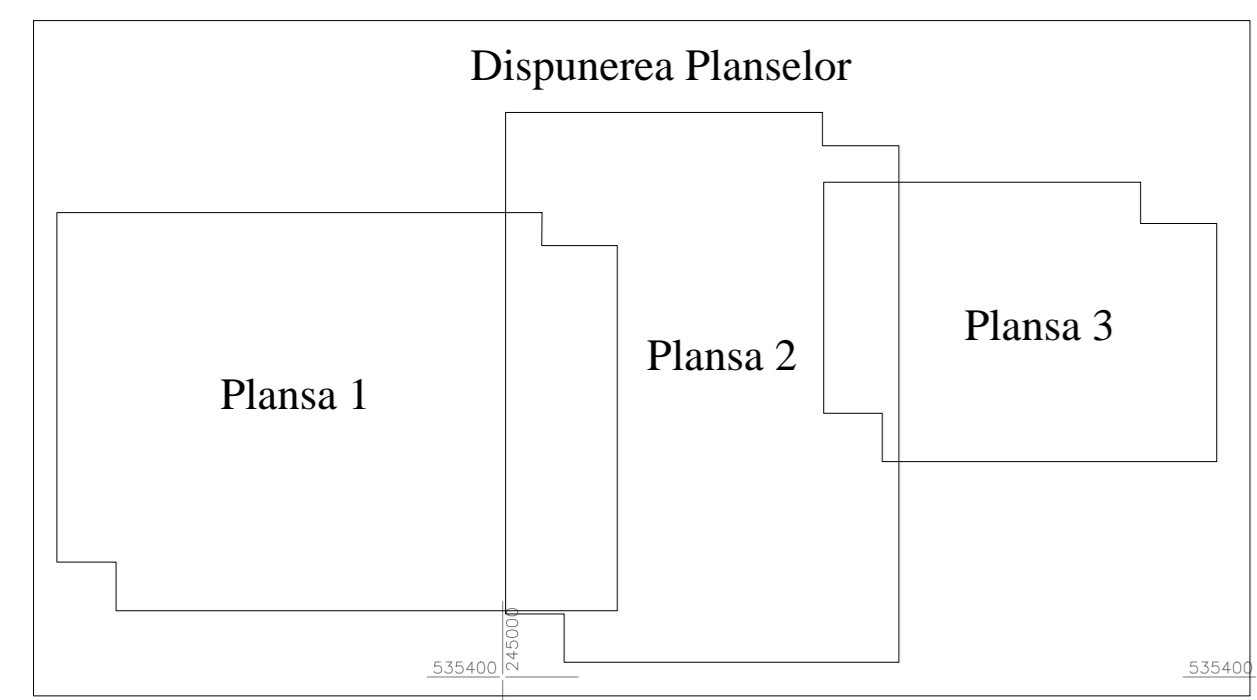 Dispunerea Planselor
Plansa 1
Plansa 2
Plansa 3
535400
245000
535400